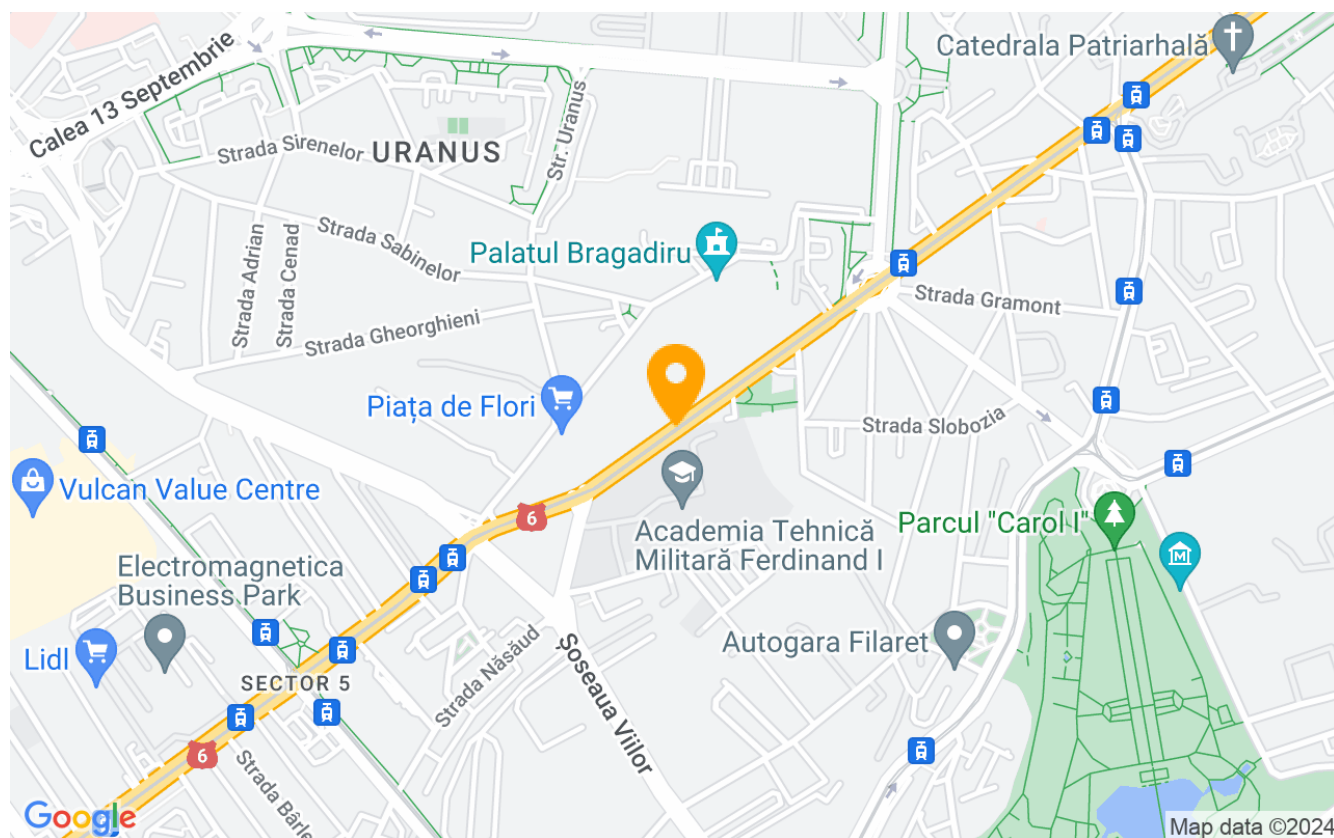 Catedrala Patriarhală
Calea 13 Septembrie
Str. Uranus
Strada Sirenelor
URANUS
Strada Sabinelor
Palatul Bragadiru
Strada Adrian
Strada Cenad
Strada Gramont
Strada Gheorghieni
Piața de Flori
Strada Slobozia
Vulcan Value Centre
6
Parcul "Carol I"
Academia Tehnică
Militară Ferdinand I
Electromagnetica
Business Park
M
Autogara Filaret
Lidl
SECTOR 5
Strada Năsăud
Șoseaua Viilor
6
Strada Bârle
Google
Map data ©2024